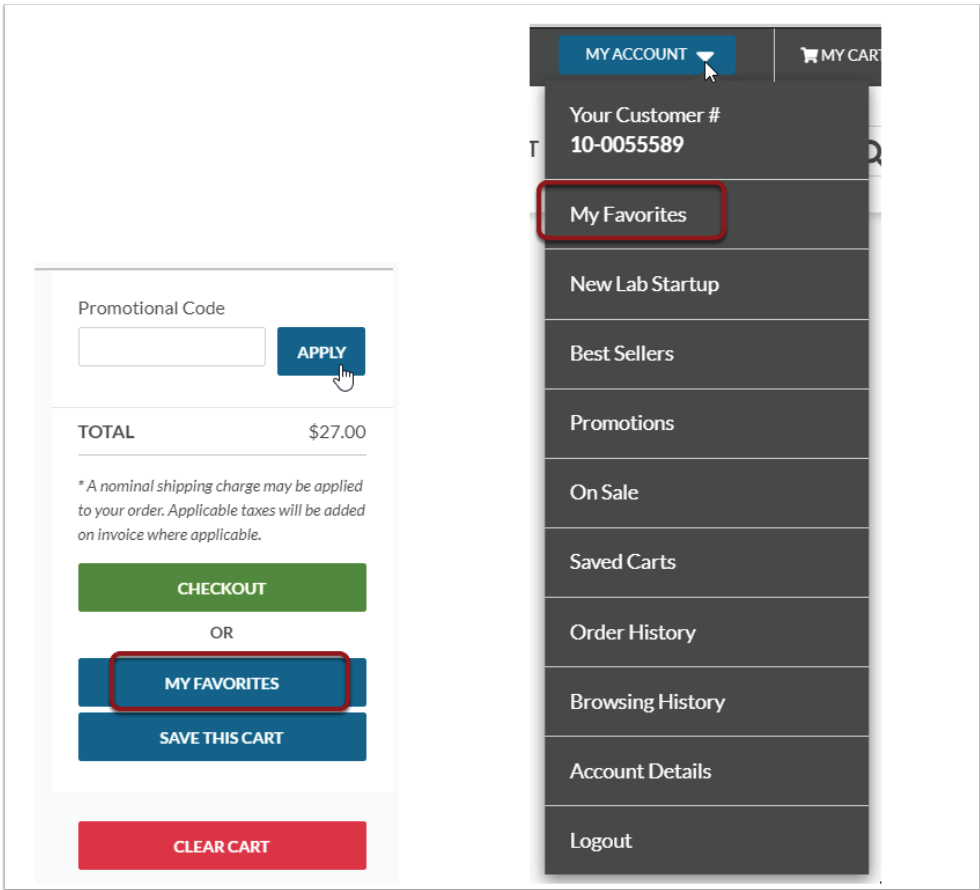 Promotional Code
APPLY
TOTAL $27.00
* A nominal shipping charge may be applied
to your order. Applicable taxes will be added
on invoice where applicable.
CHECKOUT
OR
MY FAVORITES
SAVE THIS CART
CLEAR CART
MY ACCOUNT MY CAR
T
Your Customer #
10-0055589
My Favorites
New Lab Startup
Best Sellers
Promotions
On Sale
Saved Carts
Order History
Browsing History
Account Details
Logout